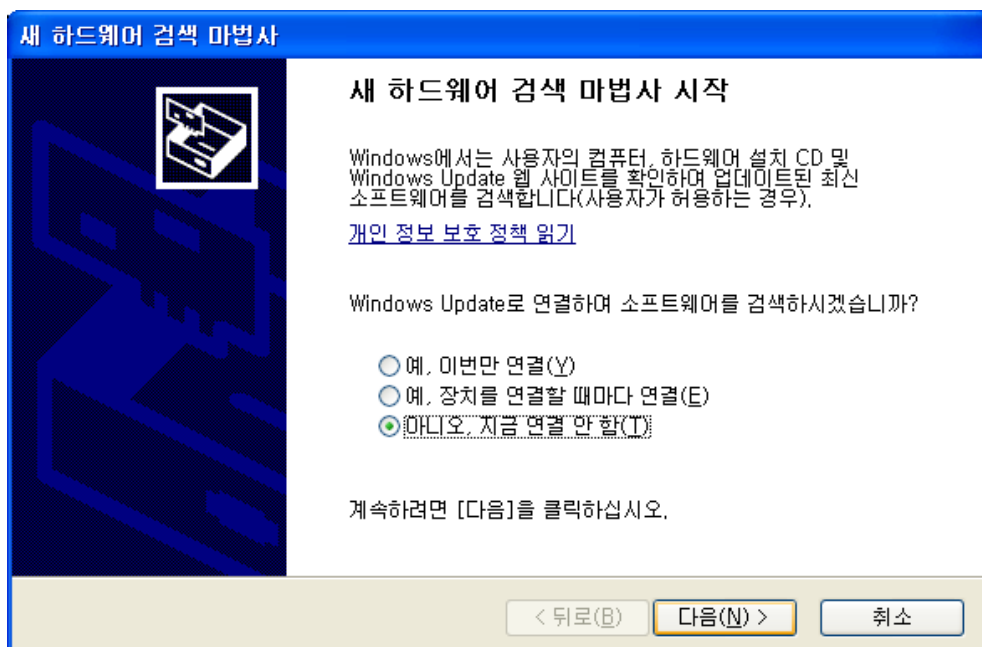 새 하드웨어 검색 마법사
새 하드웨어 검색 마법사 시작
Windows에서는 사용자의 컴퓨터, 하드웨어 설치 CD 및
Windows Update 웹 사이트를 확인하여 업데이트된 최신
소프트웨어를 검색합니다(사용자가 허용하는 경우).
개인 정보 보호 정책 읽기
Windows Update로 연결하여 소프트웨어를 검색하시겠습니까?
예, 이번만 연결(Y)
예, 장치를 연결할 때마다 연결(E)
아니오, 지금 연결 안 함(T)
계속하려면 [다음]을 클릭하십시오.
< 뒤로(B) 다음(N) > 취소